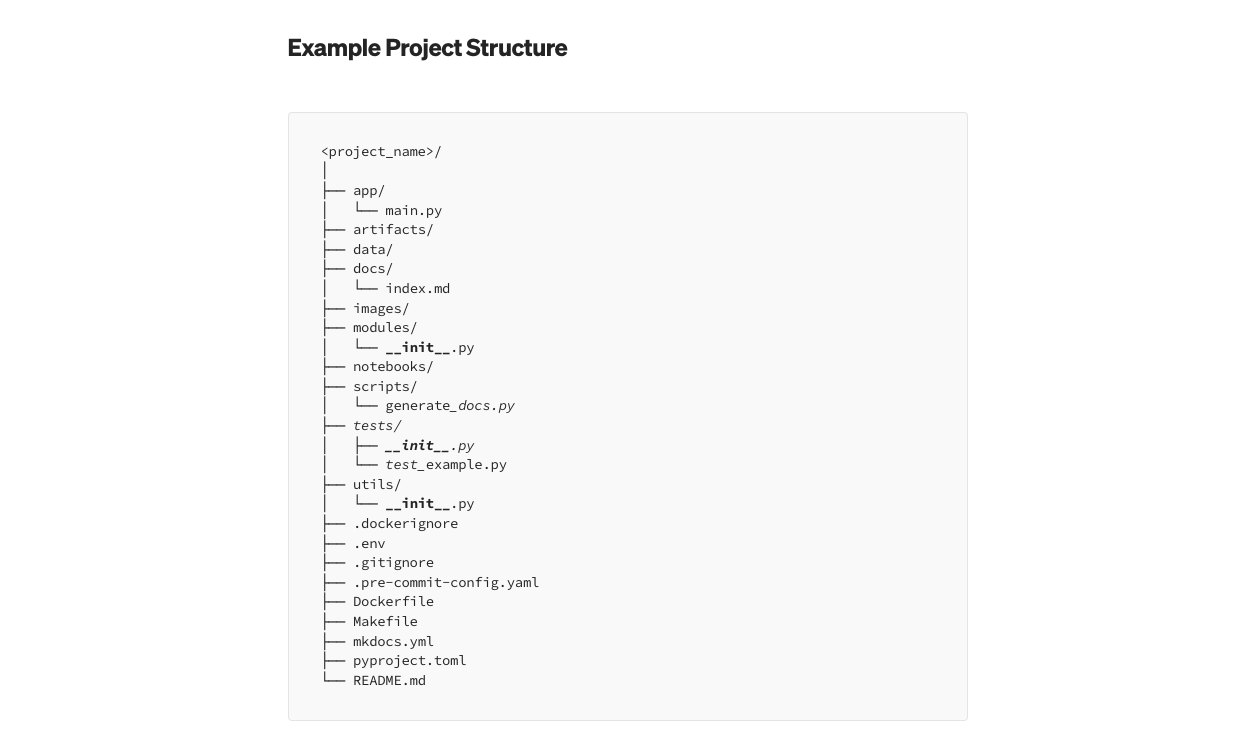 Example Project Structure
<project_name>/
│
├── app/
│   └── main.py
├── artifacts/
├── data/
├── docs/
│   └── index.md
├── images/
├── modules/
│   └── __init__.py
├── notebooks/
├── scripts/
│   └── generate_docs.py
├── tests/
│   ├── __init__.py
│   └── test_example.py
├── utils/
│   └── __init__.py
├── .dockerignore
├── .env
├── .gitignore
├── .pre-commit-config.yaml
├── Dockerfile
├── Makefile
├── mkdocs.yml
├── pyproject.toml
└── README.md